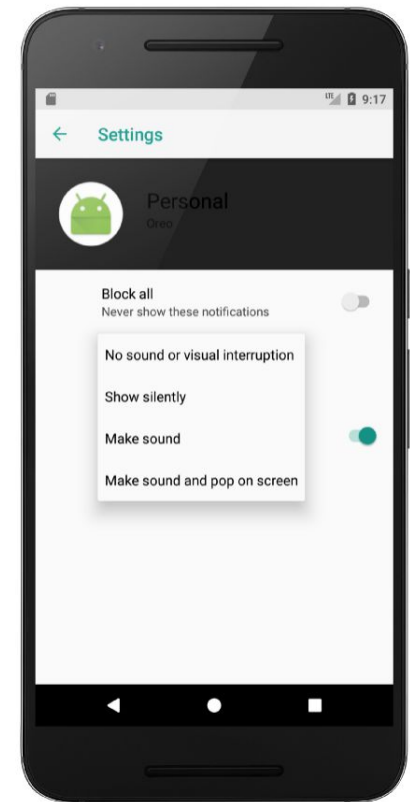 LTE 9:17
Settings
Personal
Oreo
Block all
Never show these notifications
No sound or visual interruption
Show silently
Make sound
Make sound and pop on screen